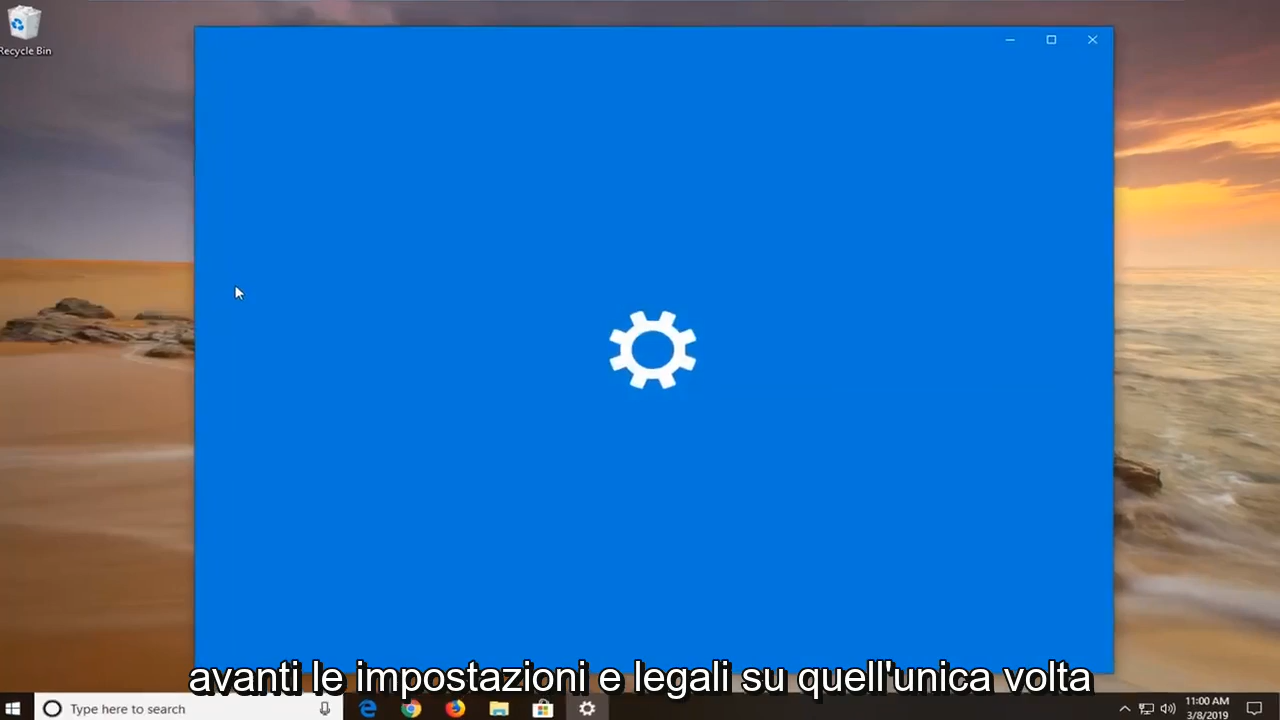 Recycle Bin
avanti le impostazioni e legali su quell'unica volta
Type here to search
11:00 AM
3/8/2019